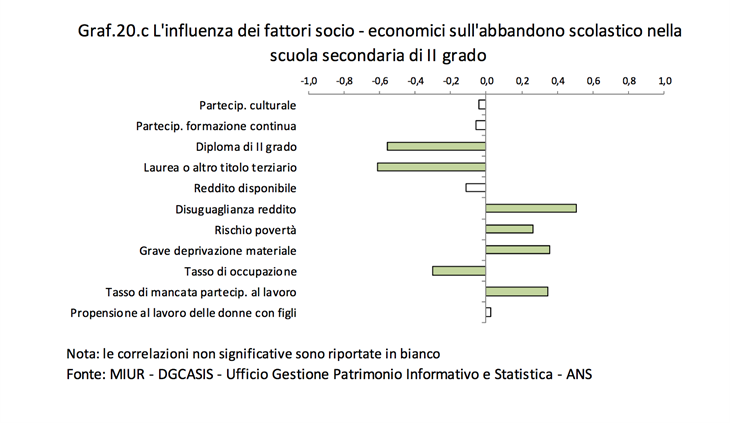 Graf.20.c L'influenza dei fattori socio - economici sull'abbandono scolastico nella
scuola secondaria di II grado
-1,0 -0,8 -0,6 -0,4 -0,2 0,0 0,2 0,4 0,6 0,8 1,0
Partecip. culturale
Partecip. formazione continua
Diploma di II grado
Laurea o altro titolo terziario
Reddito disponibile
Disuguaglianza reddito
Rischio povertà
Grave deprivazione materiale
Tasso di occupazione
Tasso di mancata partecip. al lavoro
Propensione al lavoro delle donne con figli
Nota: le correlazioni non significative sono riportate in bianco
Fonte: MIUR - DGCASIS - Ufficio Gestione Patrimonio Informativo e Statistica - ANS